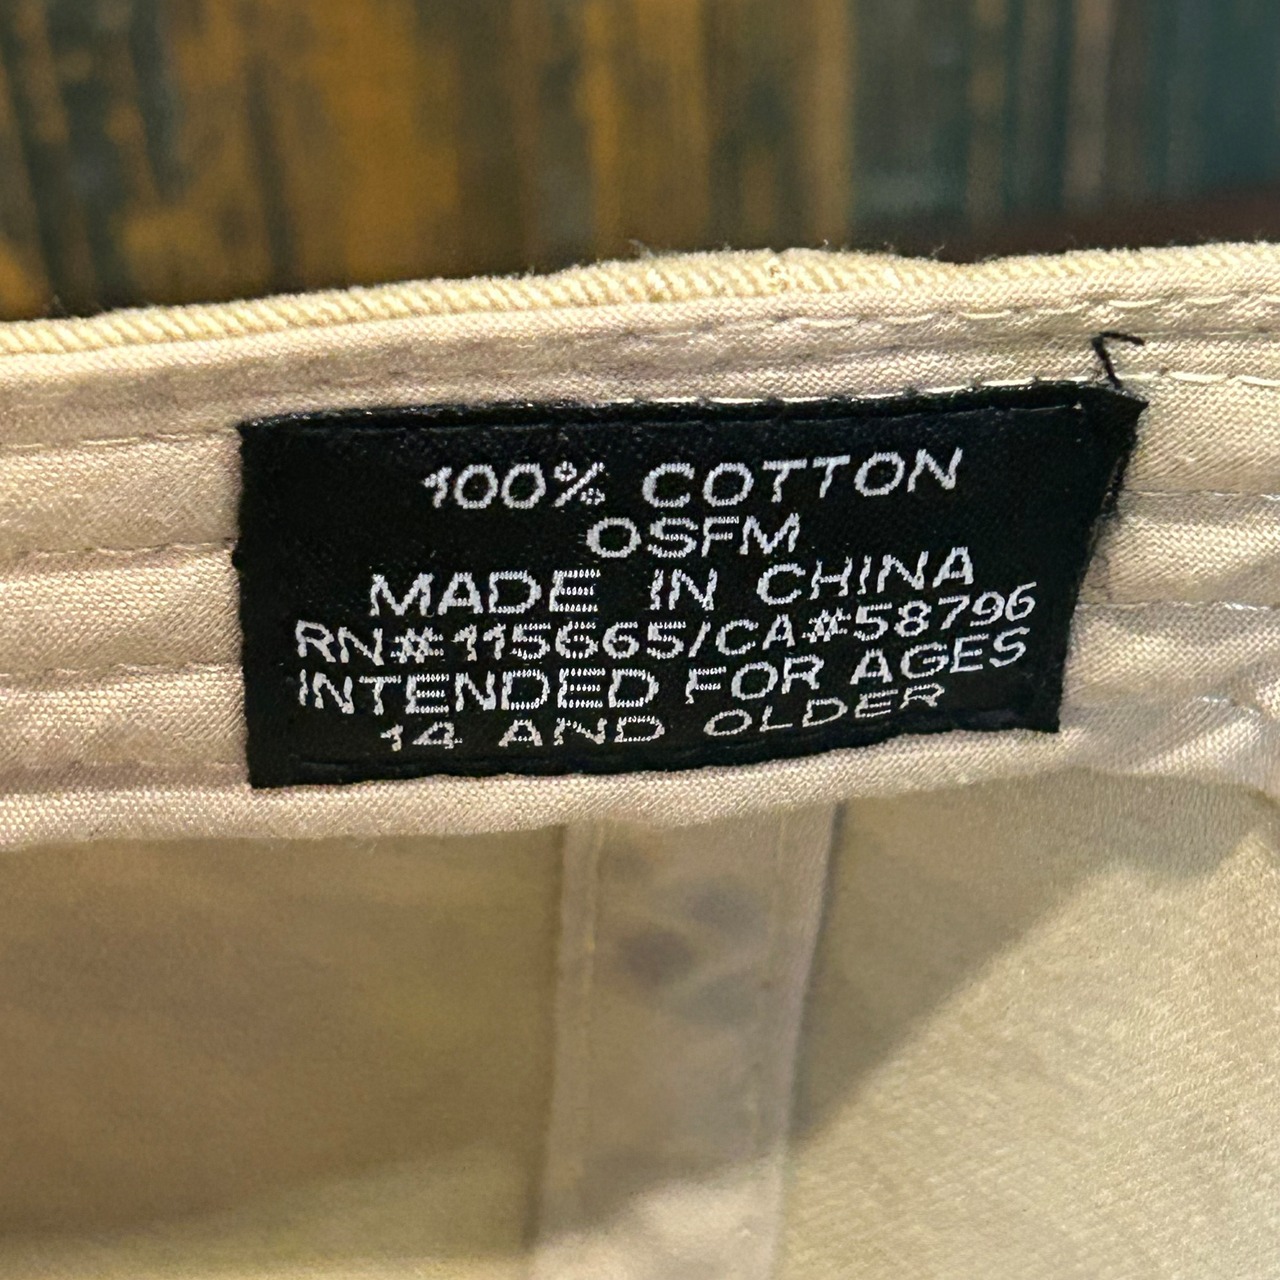 100% COTTON
OSFM
MADE IN CHINA
RN#115665/CA#58796
INTENDED FOR AGES
14 AND OLDER